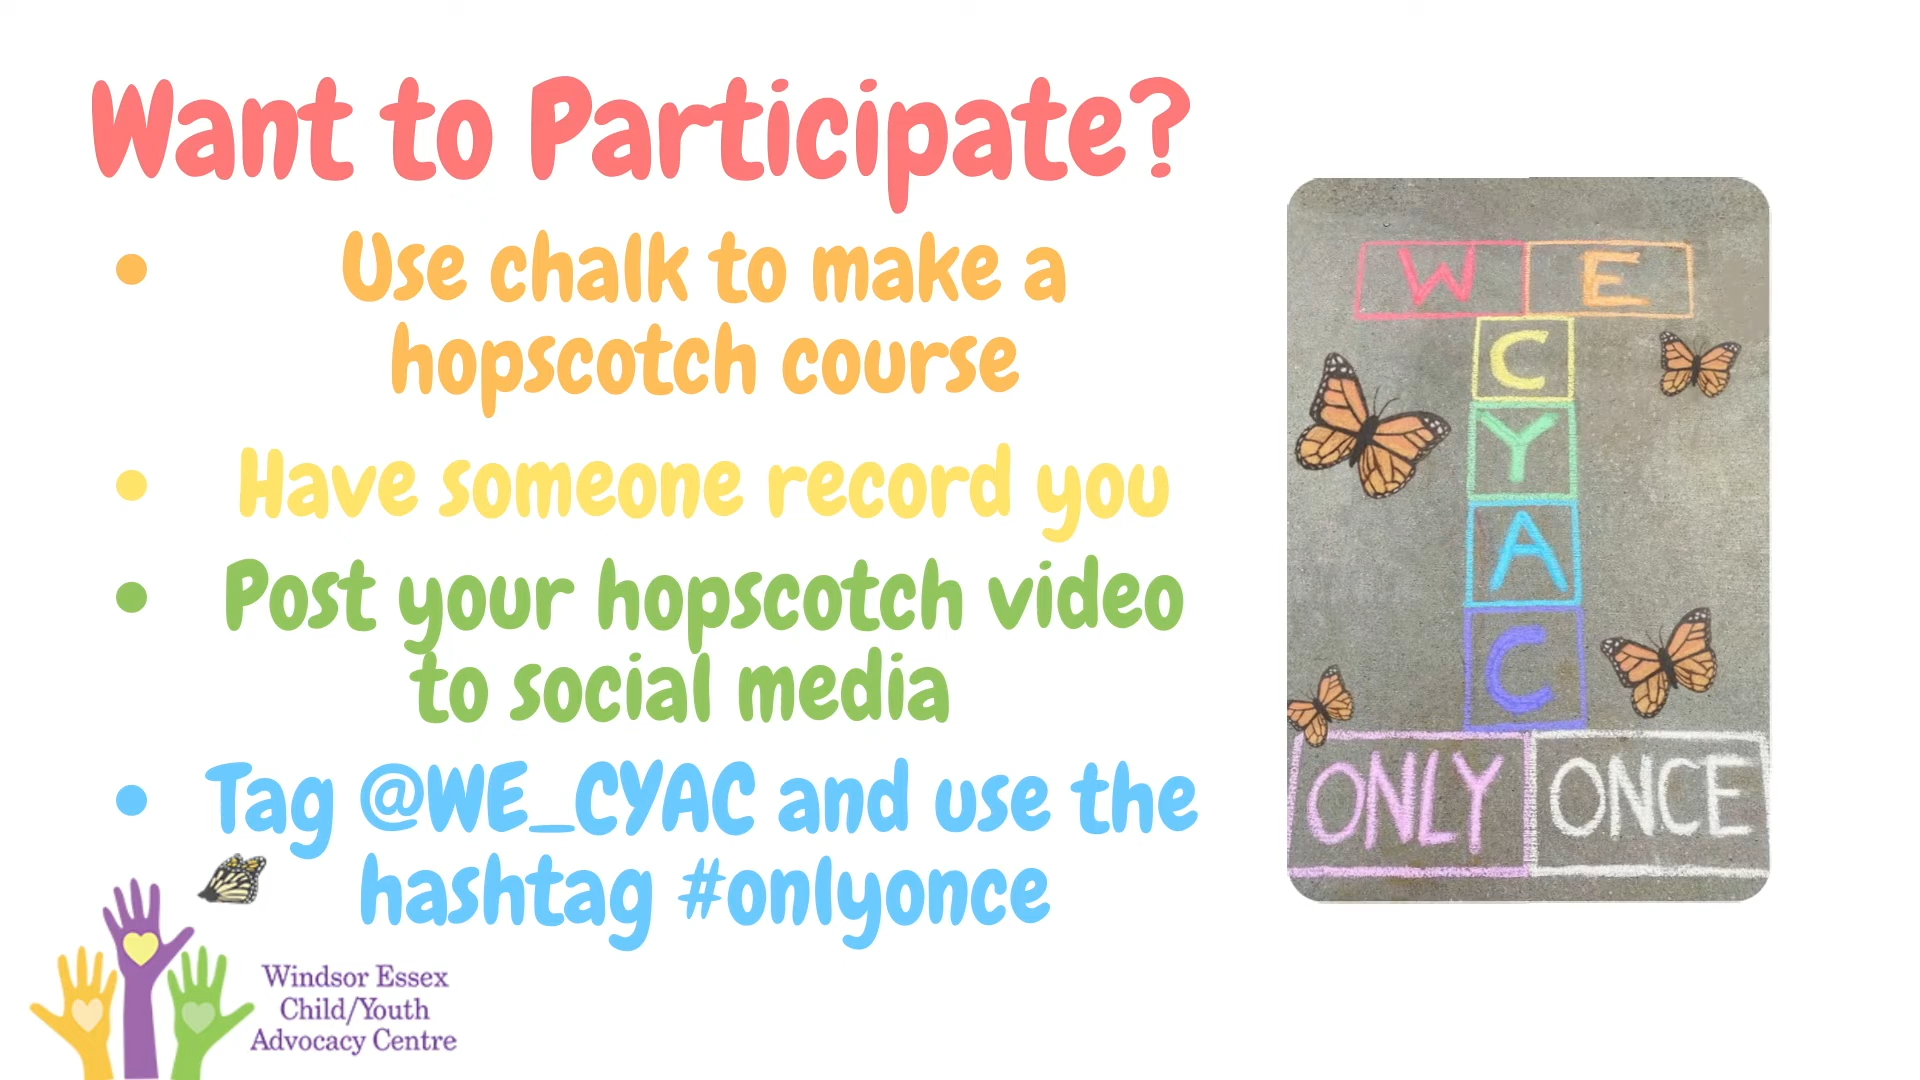 Want to Participate?
• Use chalk to make a
hopscotch course
• Have someone record you
• Post your hopscotch video
to social media
• Tag @WE_CYAC and use the
hashtag #onlyonce
Windsor Essex
Child/Youth
Advocacy Centre
W E
C
Y
A
C
ONLY ONCE